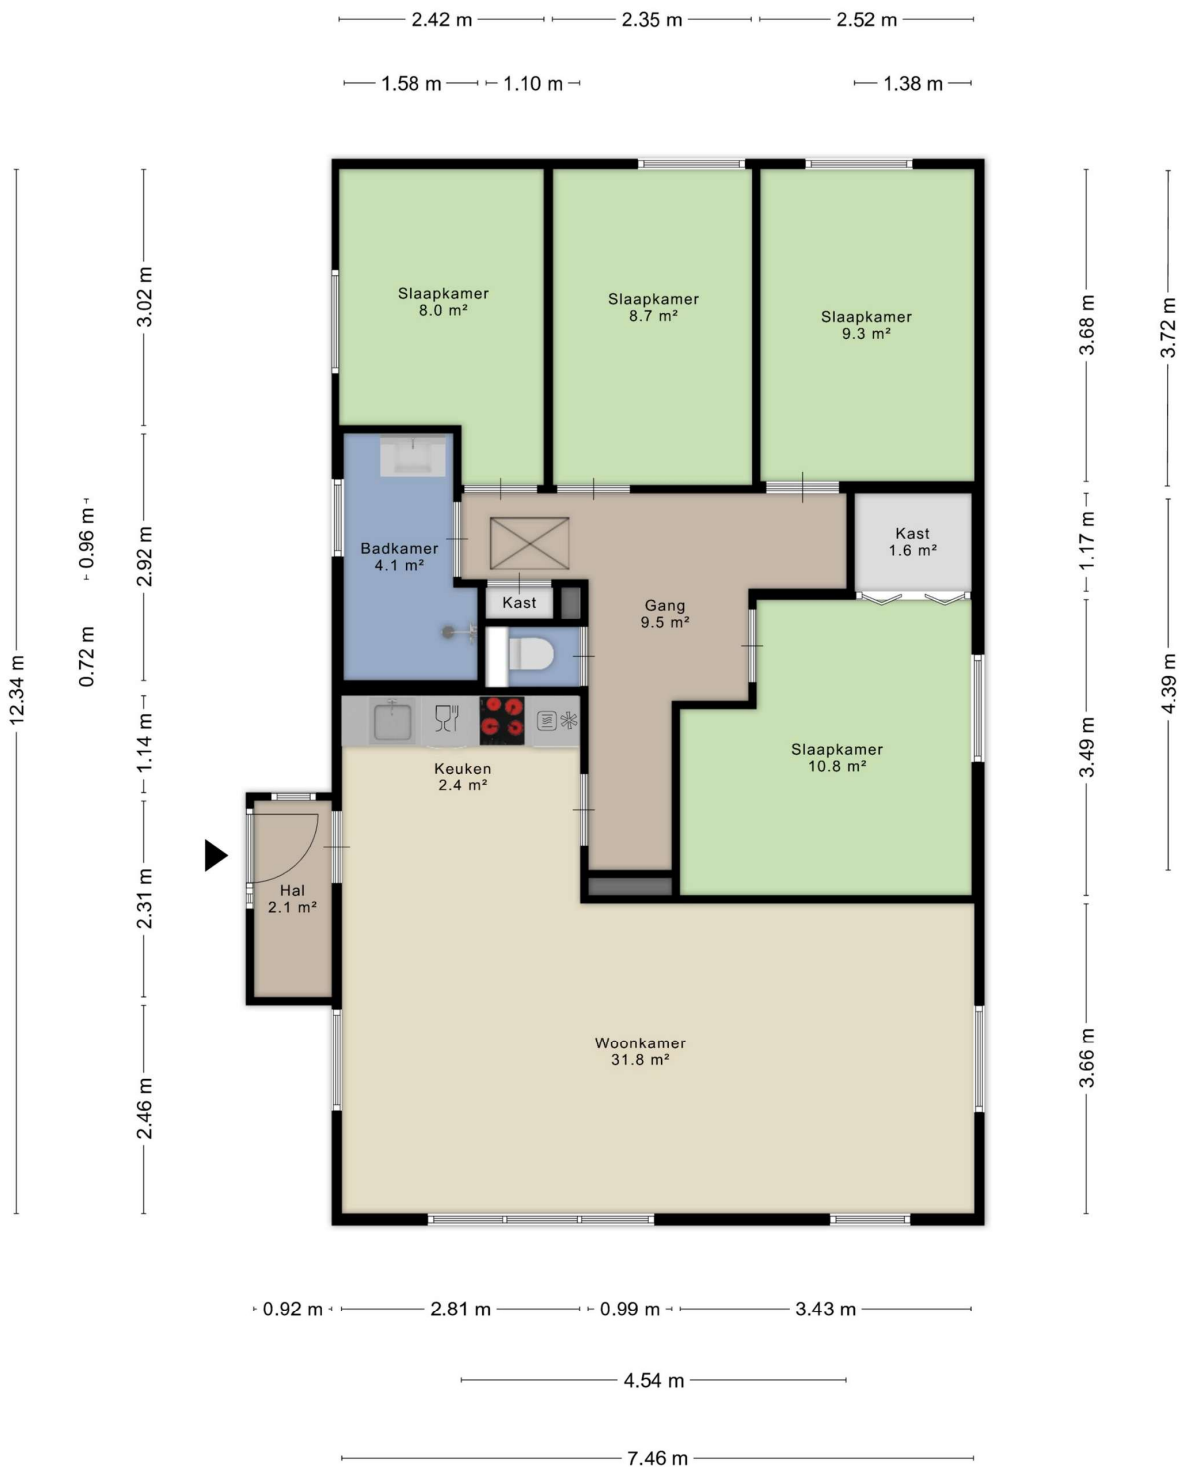 2.42 m 2.35 m 2.52 m
1.58 m 1.10 m 1.38 m
12.34 m
0.96 m
0.72 m
3.02 m
2.92 m
1.14 m
2.31 m
2.46 m
Slaapkamer
8.0 m²
Slaapkamer
8.7 m²
Slaapkamer
9.3 m²
Badkamer
4.1 m²
Kast
Kast
1.6 m²
Gang
9.5 m²
Keuken
2.4 m²
Slaapkamer
10.8 m²
Hal
2.1 m²
Woonkamer
31.8 m²
3.68 m
1.17 m
3.49 m
3.66 m
3.72 m
4.39 m
0.92 m 2.81 m 0.99 m 3.43 m
4.54 m
7.46 m